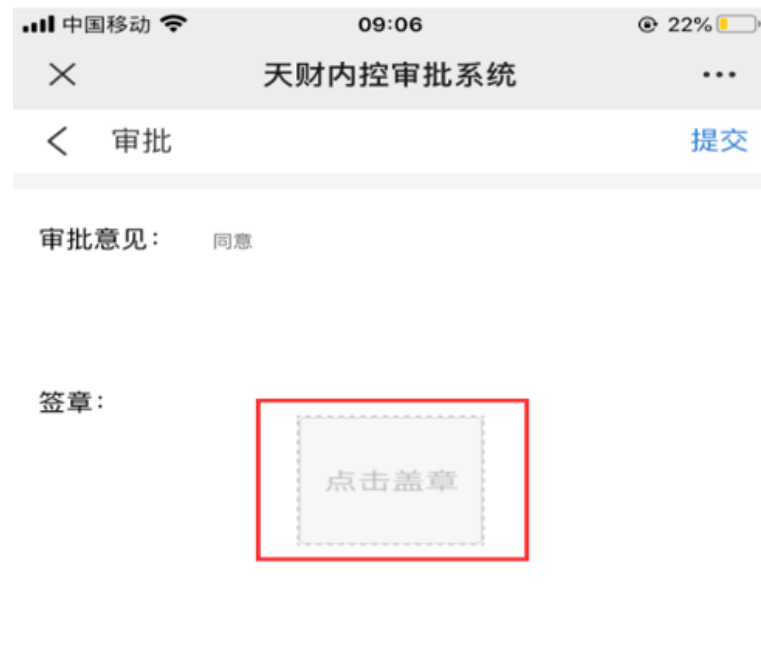 中国移动 09:06 22%
天财内控审批系统
审批 提交
审批意见： 同意
签章：
点击盖章